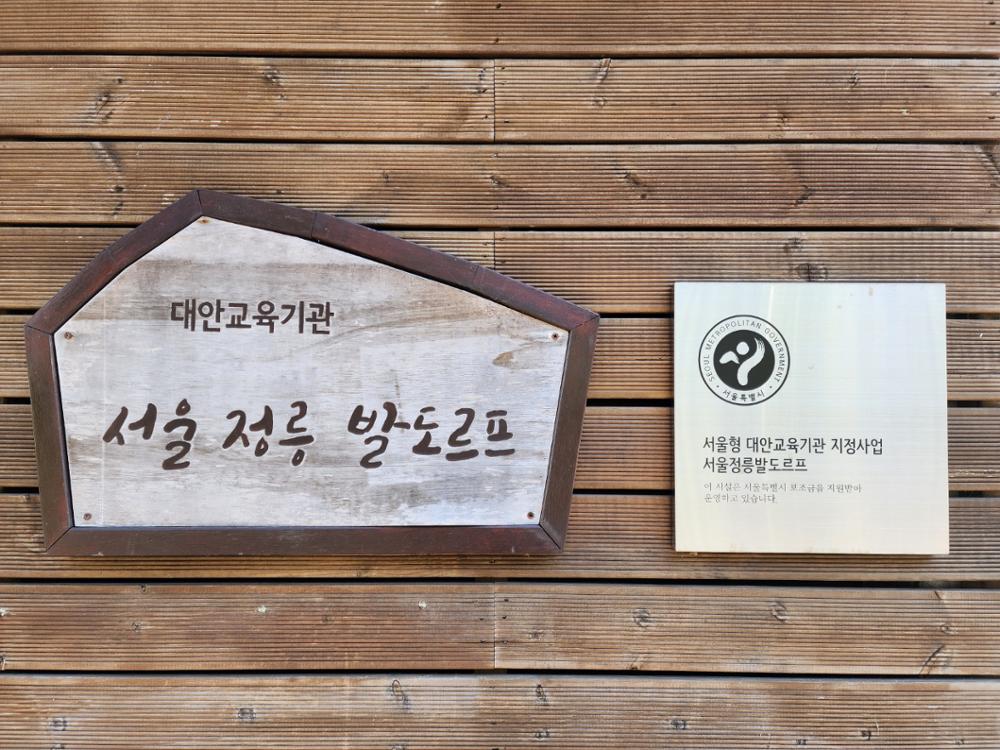 대안교육기관
서울 정릉 발도르프
SEOUL METROPOLITAN GOVERNMENT
서울특별시
서울형 대안교육기관 지정사업
서울정릉발도르프
이 시설은 서울특별시 보조금을 지원받아
운영하고 있습니다.